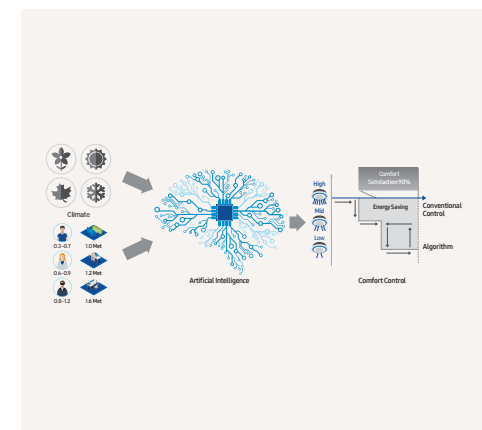 Climate
0.3-0.7
1.0 Met
0.6-0.9
1.2 Met
0.8-1.2
1.6 Met
Artificial Intelligence
High
Mid
Low
Comfort
Satisfaction 90%
Energy Saving
Conventional
Control
Algorithm
Comfort Control